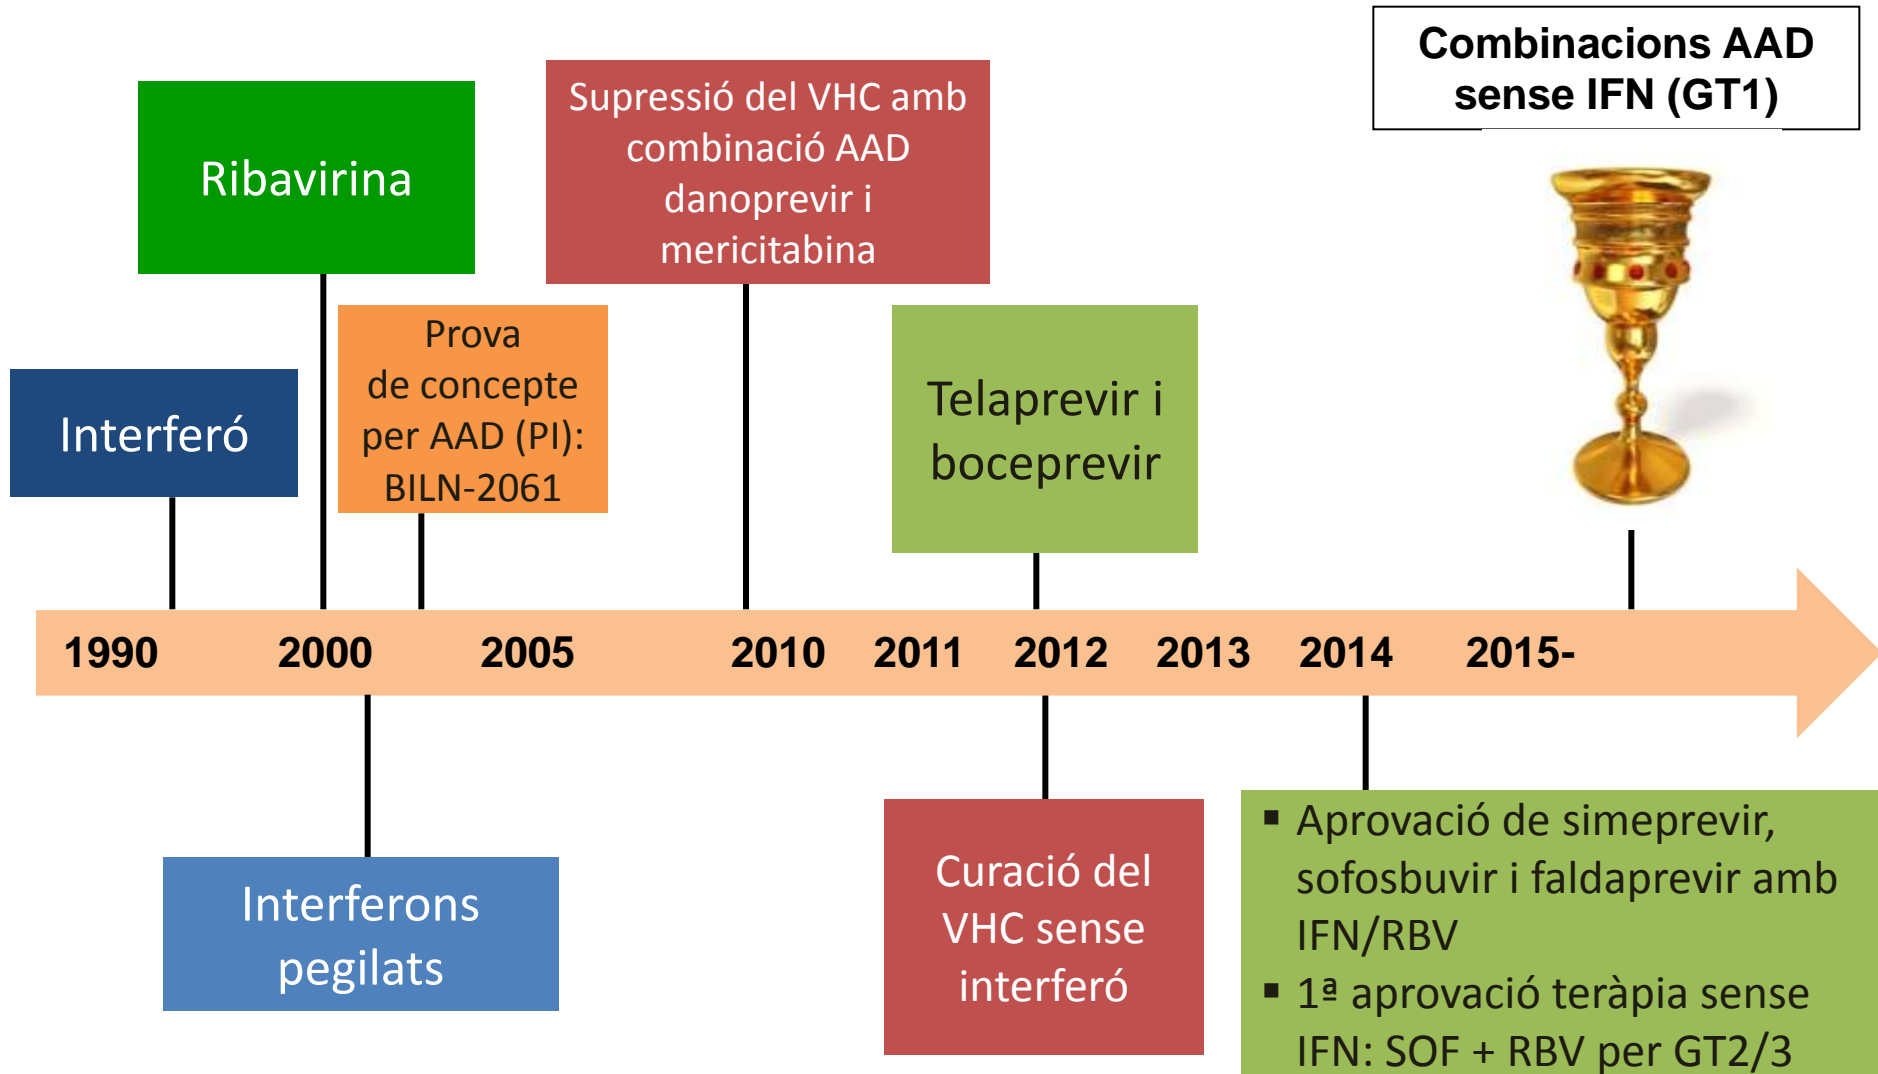 Combinacions AAD
sense IFN (GT1)
Supressió del VHC amb
combinació AAD
danoprevir i
mericitabina
Ribavirina
Prova
de concepte
per AAD (PI):
BILN-2061
Interferó
Telaprevir i
boceprevir
1990 2000 2005 2010 2011 2012 2013 2014 2015-
Interferons
pegilats
Curació del
VHC sense
interferó
▪ Aprovació de simeprevir,
sofosbuvir i faldaprevir amb
IFN/RBV
▪ 1ª aprovació teràpia sense
IFN: SOF + RBV per GT2/3